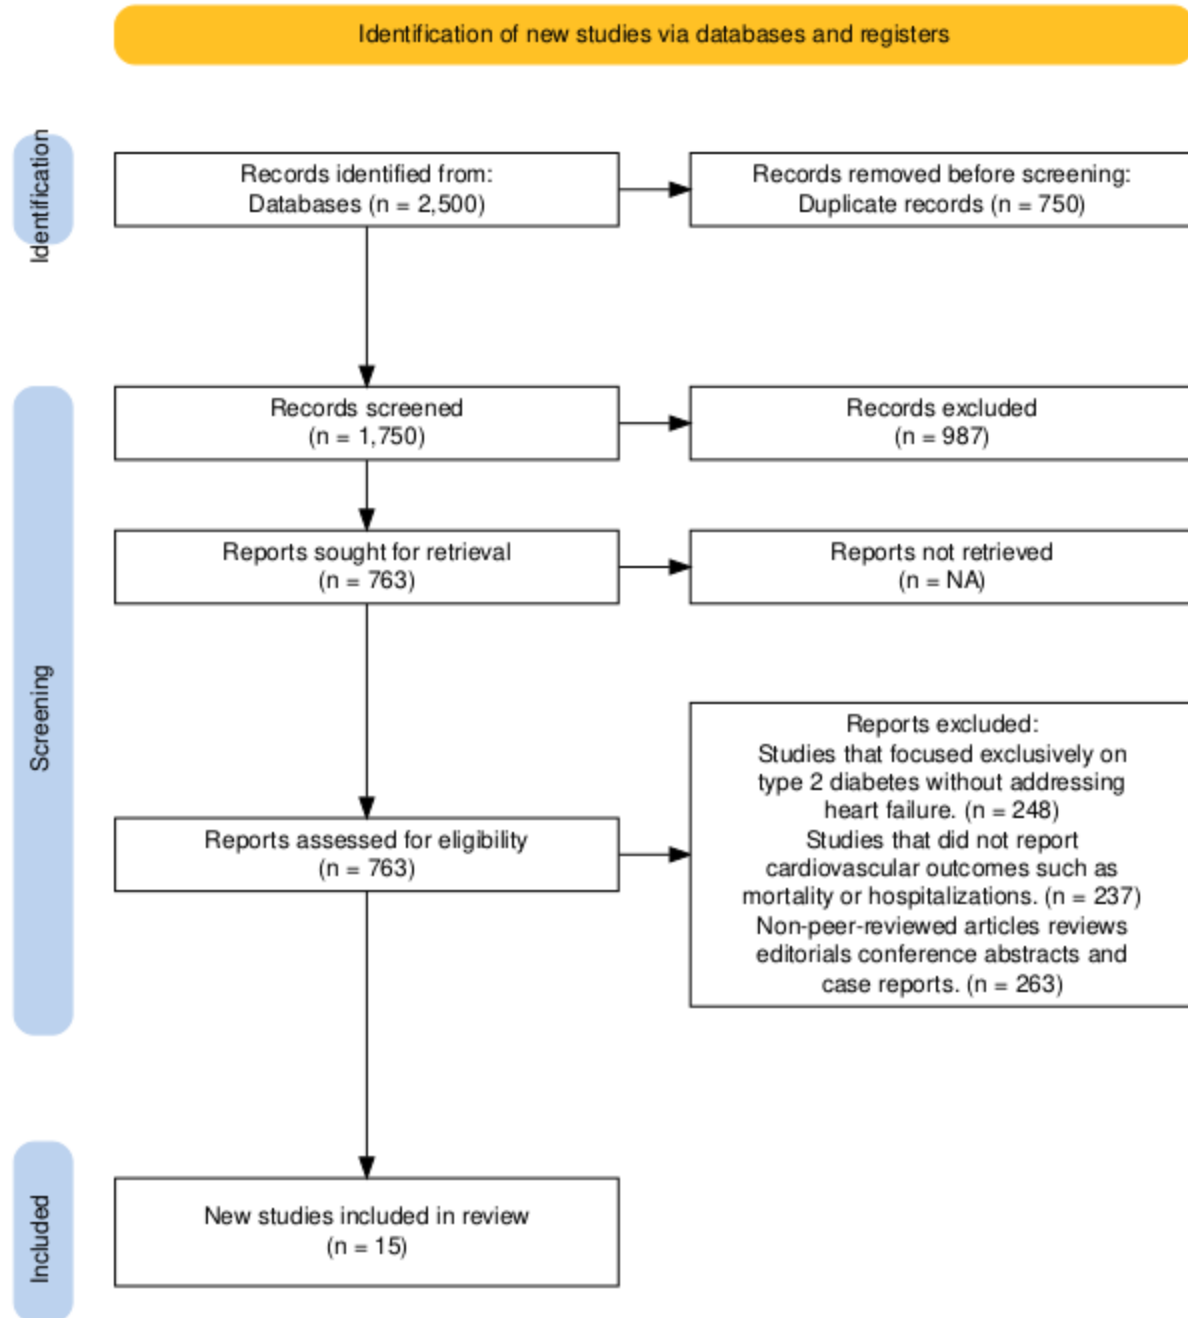 Identification of new studies via databases and registers
Identification
Records identified from:
Databases (n = 2,500)
Records removed before screening:
Duplicate records (n = 750)
Screening
Records screened
(n = 1,750)
Records excluded
(n = 987)
Reports sought for retrieval
(n = 763)
Reports not retrieved
(n = NA)
Reports assessed for eligibility
(n = 763)
Reports excluded:
Studies that focused exclusively on
type 2 diabetes without addressing
heart failure. (n = 248)
Studies that did not report
cardiovascular outcomes such as
mortality or hospitalizations. (n = 237)
Non-peer-reviewed articles reviews
editorials conference abstracts and
case reports. (n = 263)
Included
New studies included in review
(n = 15)